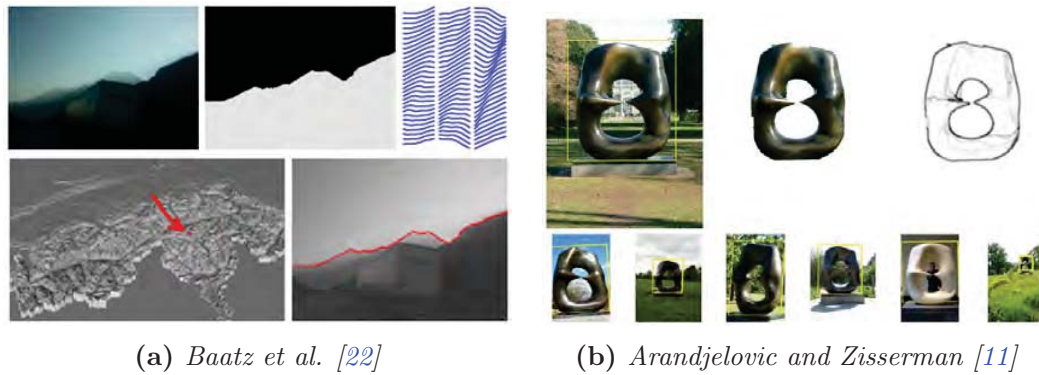 (a) Baatz et al. [22]
(b) Arandjelovic and Zisserman [11]